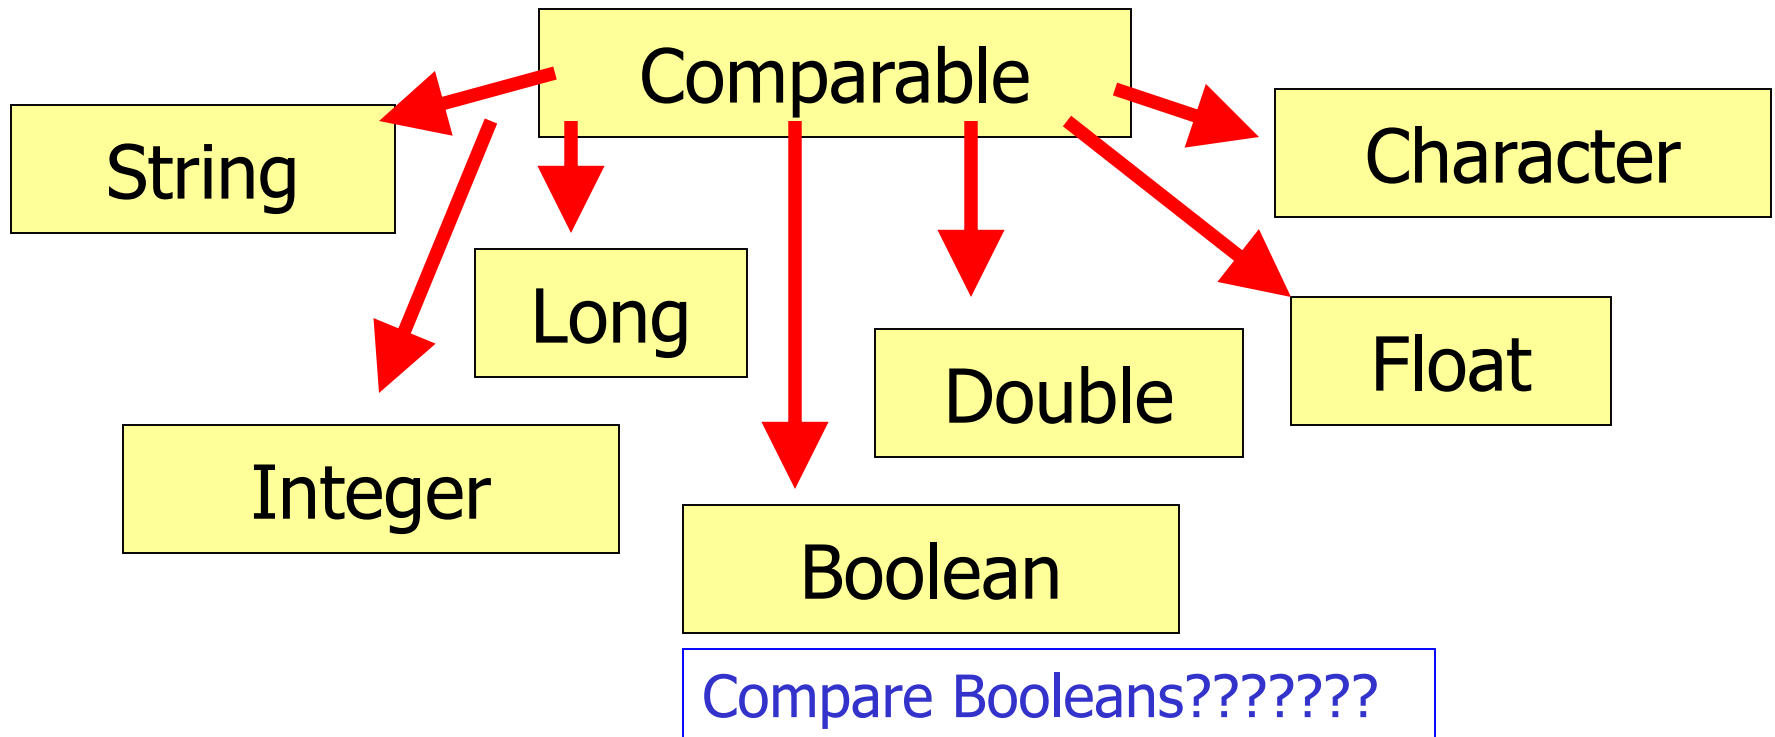 Comparable
String
Character
Long
Double
Float
Integer
Boolean
Compare Booleans???????